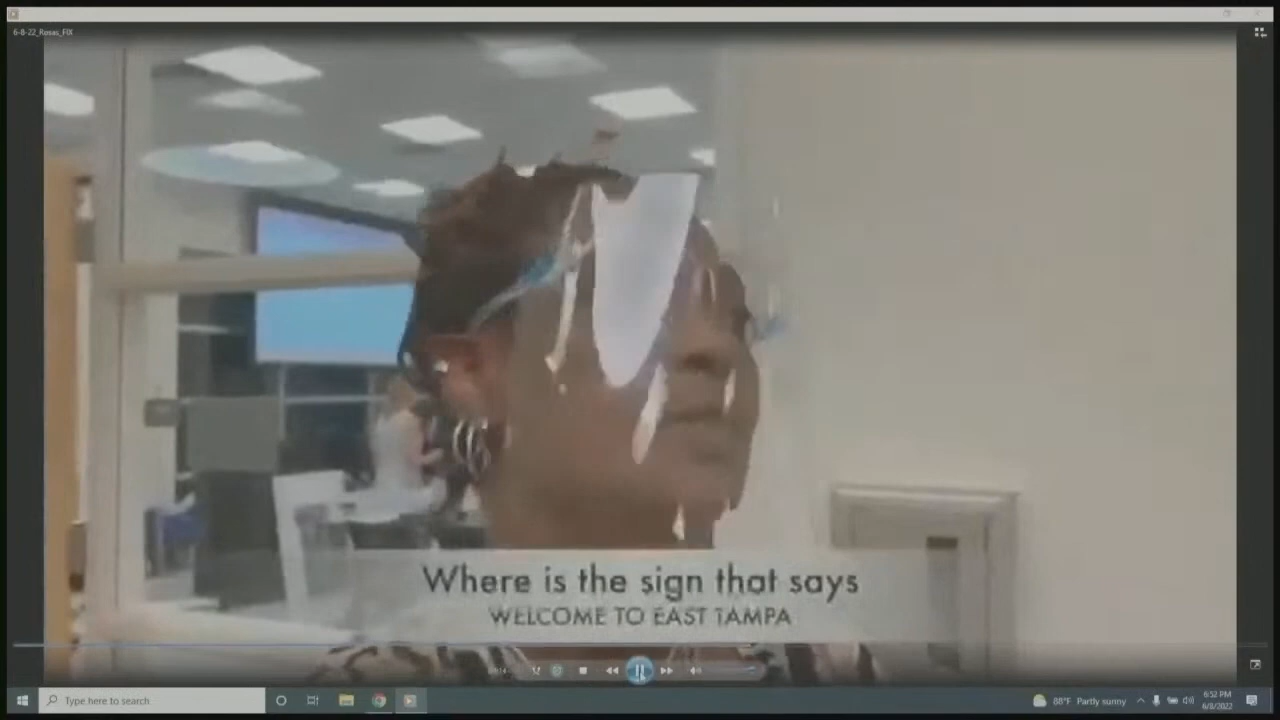 6-8-22_Rosas_FIX
Where is the sign that says
WELCOME TO EAST TAMPA
Type here to search
88°F Partly sunny
6:52 PM
6/8/2022